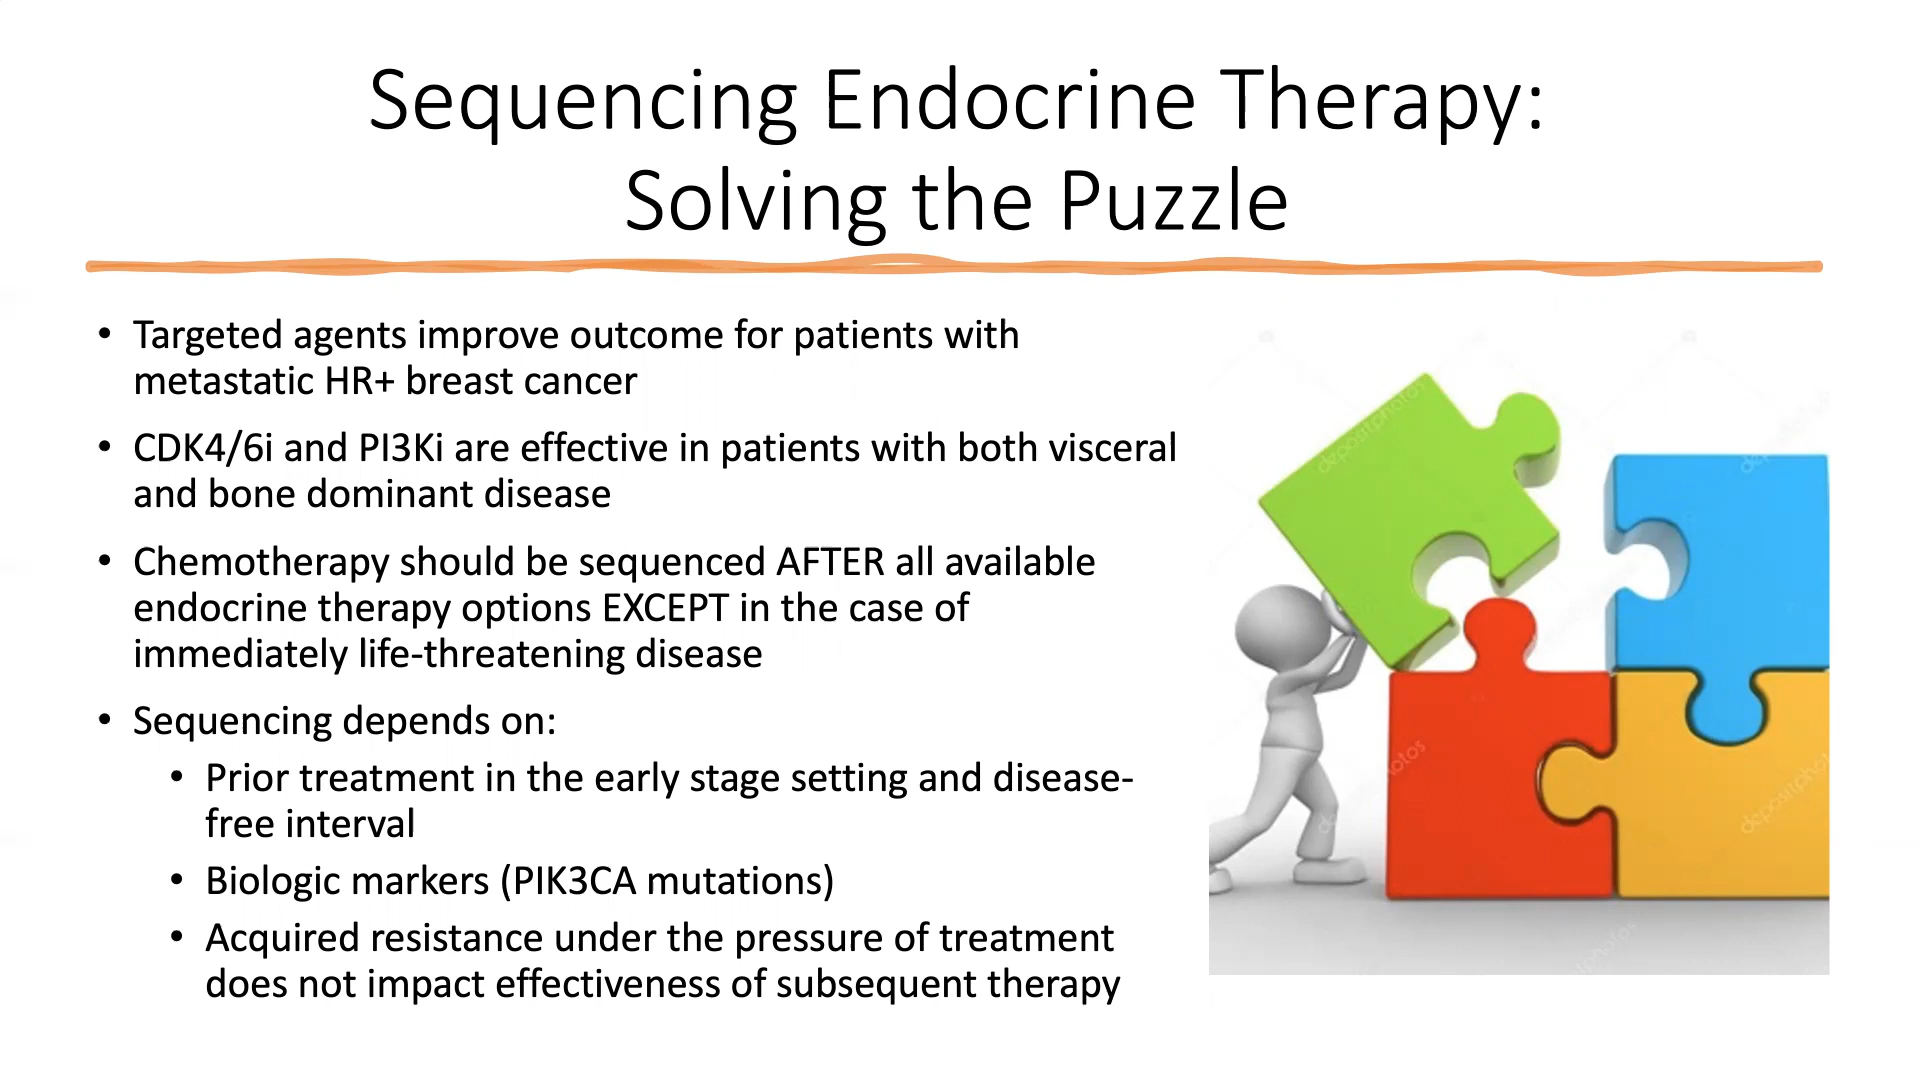 Sequencing Endocrine Therapy:
Solving the Puzzle
• Targeted agents improve outcome for patients with
metastatic HR+ breast cancer
• CDK4/6i and PI3Ki are effective in patients with both visceral
and bone dominant disease
• Chemotherapy should be sequenced AFTER all available
endocrine therapy options EXCEPT in the case of
immediately life-threatening disease
• Sequencing depends on:
• Prior treatment in the early stage setting and disease-
free interval
• Biologic markers (PIK3CA mutations)
• Acquired resistance under the pressure of treatment
does not impact effectiveness of subsequent therapy
depositphotos